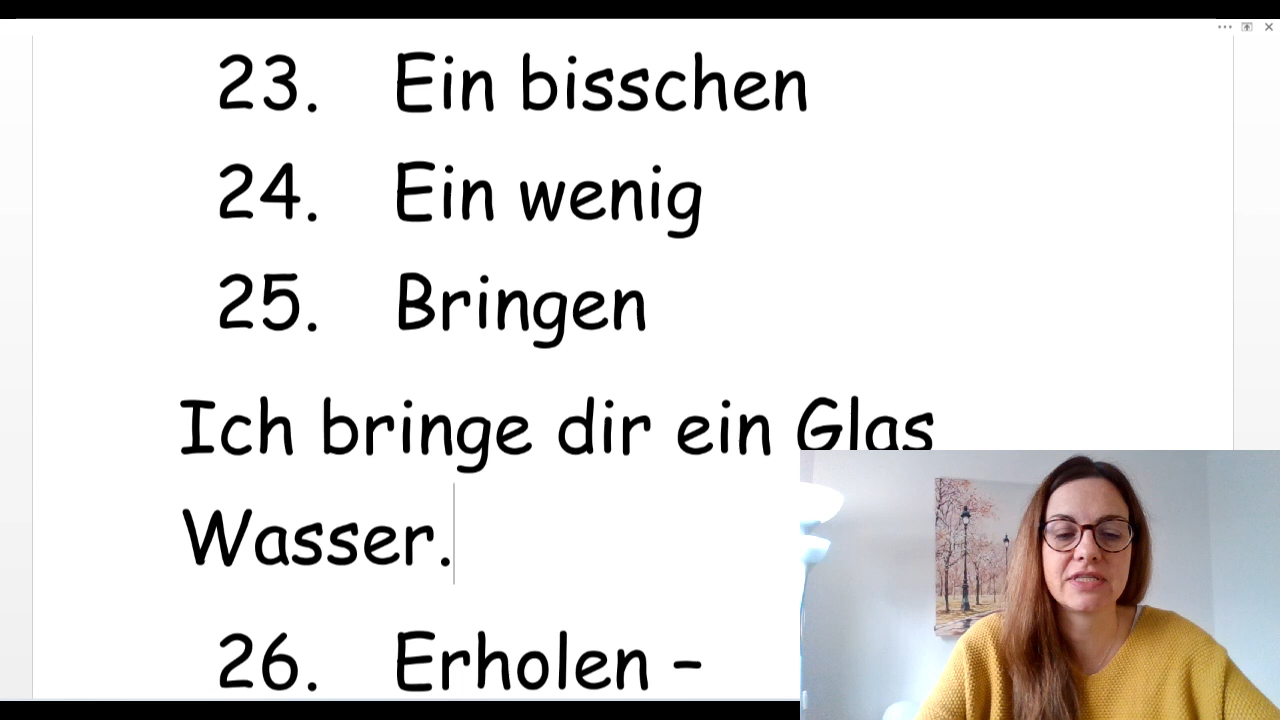 23. Ein bisschen
24. Ein wenig
25. Bringen
Ich bringe dir ein Glas
Wasser.
26. Erholen –